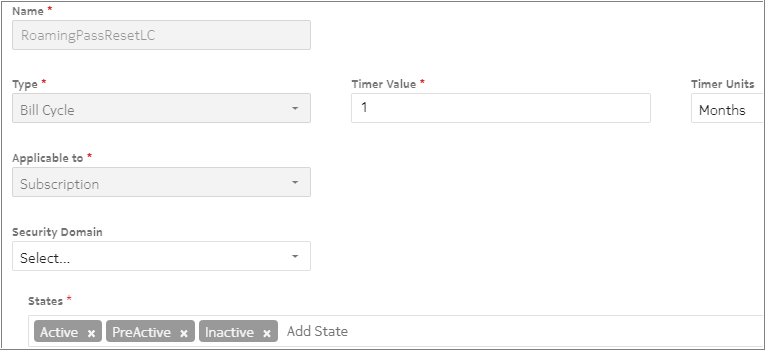 Name *
RoamingPassResetLC
Type * Timer Value * Timer Units
Bill Cycle 1 Months
Applicable to *
Subscription
Security Domain
Select...
States *
Active × PreActive × Inactive × Add State